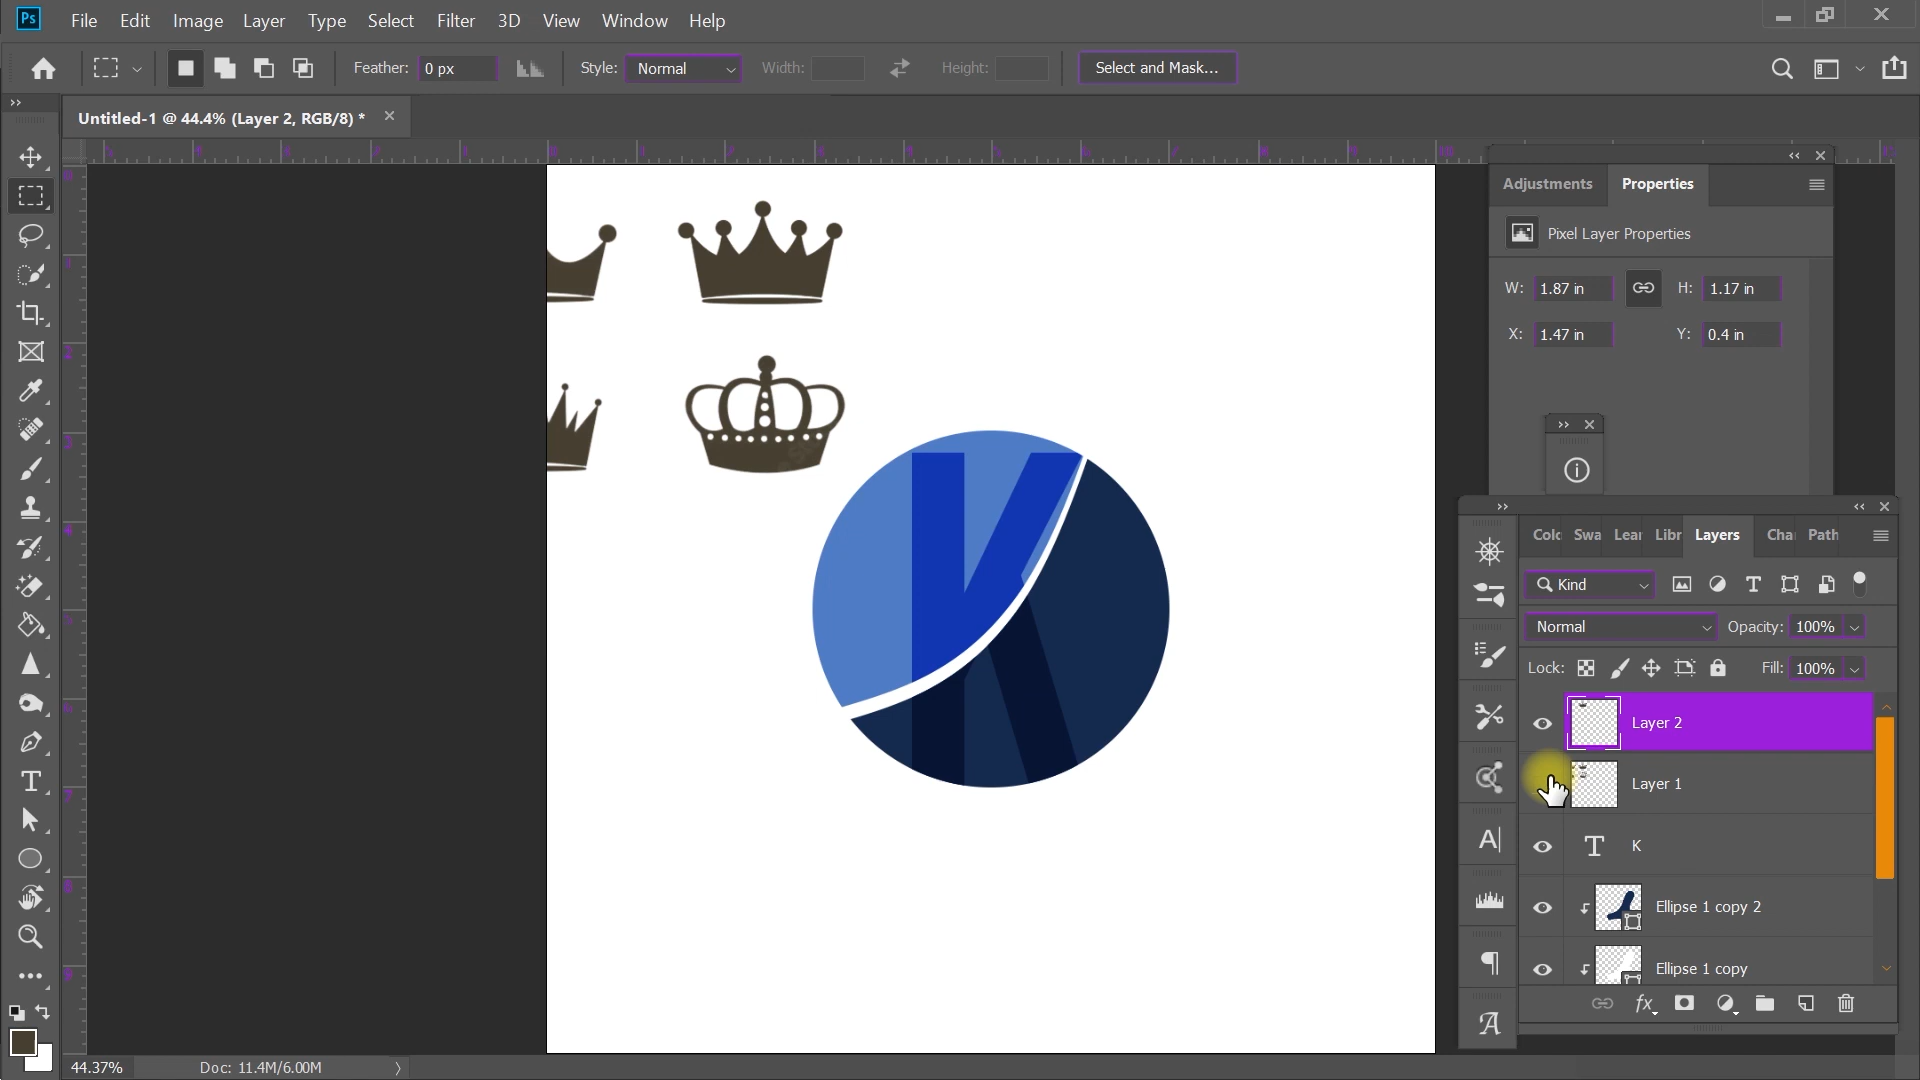 Ps File Edit Image Layer Type Select Filter 3D View Window Help
Feather: 0 px Style: Normal Width: Height: Select and Mask...
Untitled-1 @ 44.4% (Layer 2, RGB/8) *
Adjustments Properties
Pixel Layer Properties
W: 1.87 in H: 1.17 in
X: 1.47 in Y: 0.4 in
Colc Swa Lear Libr Layers Cha Path
Kind
Normal Opacity: 100%
Lock: Fill: 100%
Layer 2
Layer 1
K
Ellipse 1 copy 2
Ellipse 1 copy
K
44.37% Doc: 11.4M/6.00M